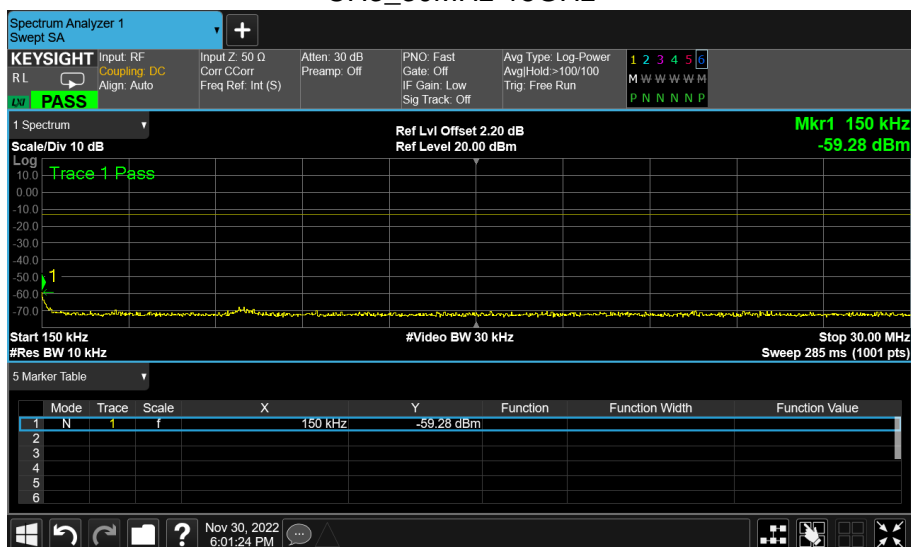 Spectrum Analyzer 1
Swept SA
+
KEYSIGHT Input: RF
RL Coupling: DC
Align: Auto
LXI PASS
Input Z: 50 Ω
Corr CCorr
Freq Ref: Int (S)
Atten: 30 dB
Preamp: Off
PNO: Fast
Gate: Off
IF Gain: Low
Sig Track: Off
Avg Type: Log-Power
Avg|Hold:>100/100
Trig: Free Run
1 2 3 4 5 6
M W W W W M
P N N N N P
1 Spectrum
Scale/Div 10 dB
Ref Lvl Offset 2.20 dB
Ref Level 20.00 dBm
Mkr1 150 kHz
-59.28 dBm
Log
Trace 1 Pass
10.0
0.00
-10.0
-20.0
-30.0
-40.0
-50.0
1
-60.0
-70.0
Start 150 kHz #Video BW 30 kHz Stop 30.00 MHz
#Res BW 10 kHz Sweep 285 ms (1001 pts)
5 Marker Table
Mode Trace Scale X Y Function Function Width Function Value
1 N 1 f 150 kHz -59.28 dBm
2
3
4
5
6
? Nov 30, 2022
6:01:24 PM